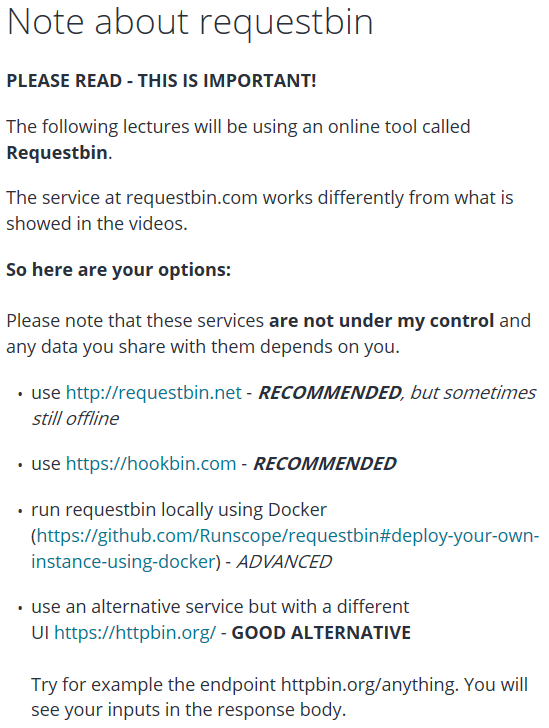 Note about requestbin
PLEASE READ - THIS IS IMPORTANT!
The following lectures will be using an online tool called
Requestbin.
The service at requestbin.com works differently from what is
showed in the videos.
So here are your options:
Please note that these services are not under my control and
any data you share with them depends on you.
• use http://requestbin.net - RECOMMENDED, but sometimes
still offline
• use https://hookbin.com - RECOMMENDED
• run requestbin locally using Docker
(https://github.com/Runscope/requestbin#deploy-your-own-
instance-using-docker) - ADVANCED
• use an alternative service but with a different
UI https://httpbin.org/ - GOOD ALTERNATIVE
Try for example the endpoint httpbin.org/anything. You will
see your inputs in the response body.